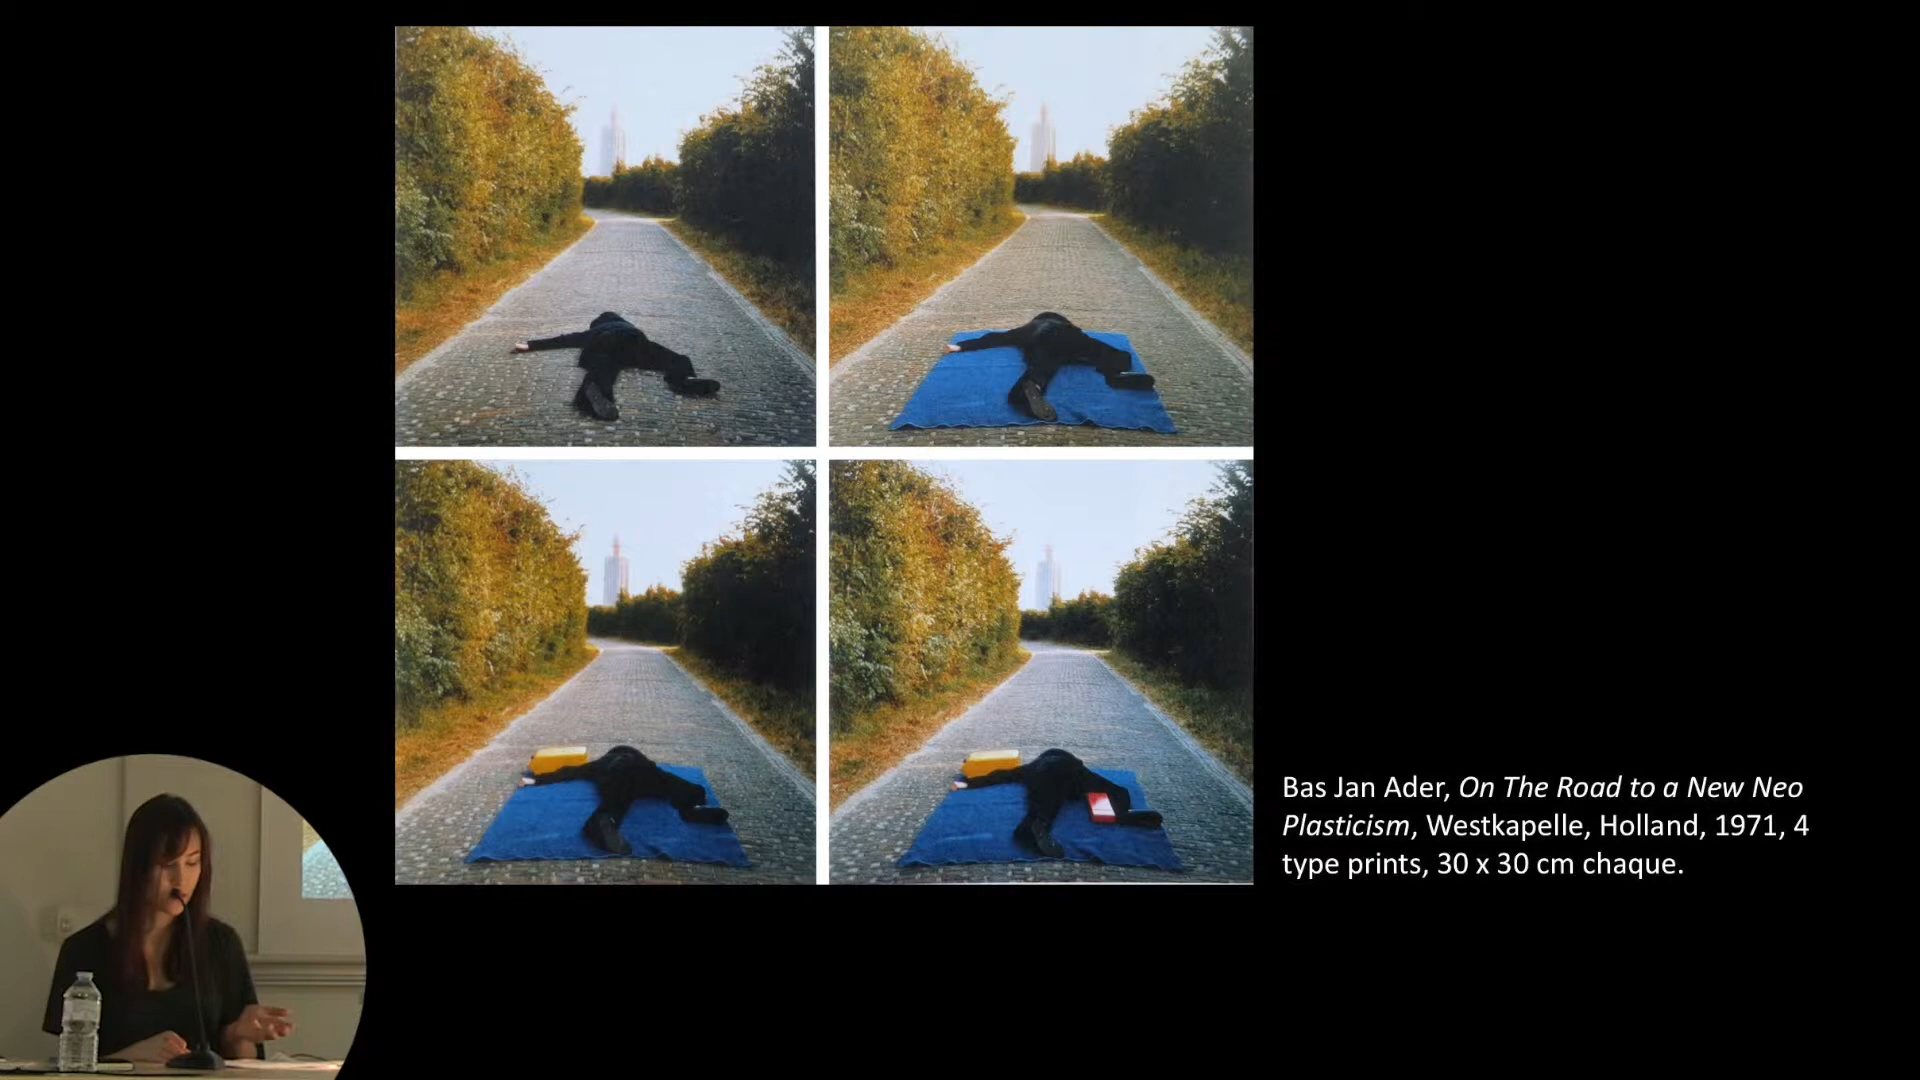 Bas Jan Ader, On The Road to a New Neo
Plasticism, Westkapelle, Holland, 1971, 4
type prints, 30 x 30 cm chaque.